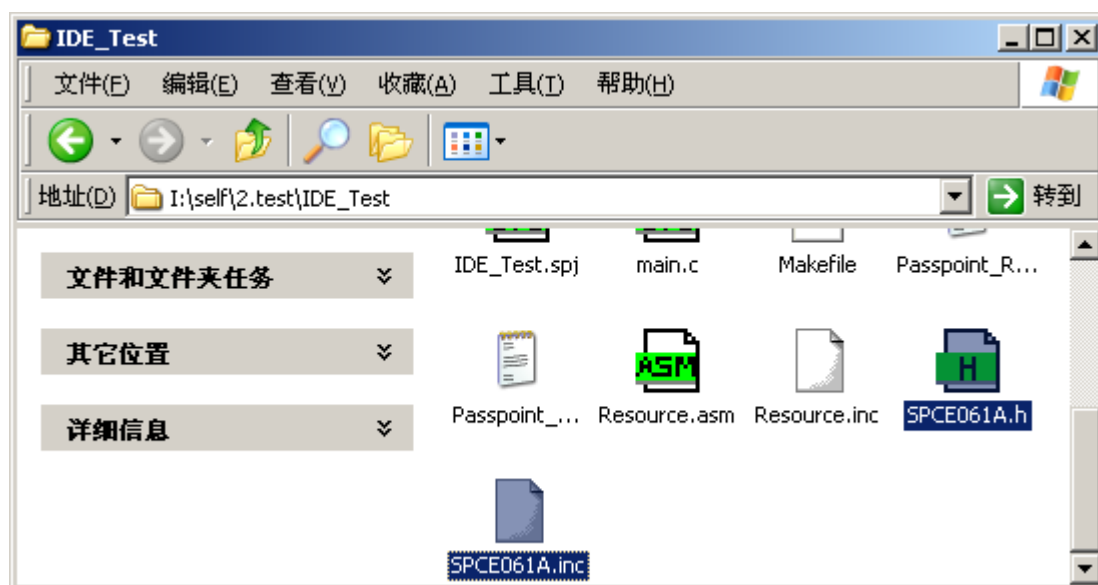 IDE_Test
文件(F) 编辑(E) 查看(V) 收藏(A) 工具(T) 帮助(H)
地址(D) I:\self\2.test\IDE_Test 转到
文件和文件夹任务
其它位置
详细信息
IDE_Test.spj main.c Makefile Passpoint_R...
ASM H
Passpoint_... Resource.asm Resource.inc SPCE061A.h
SPCE061A.inc